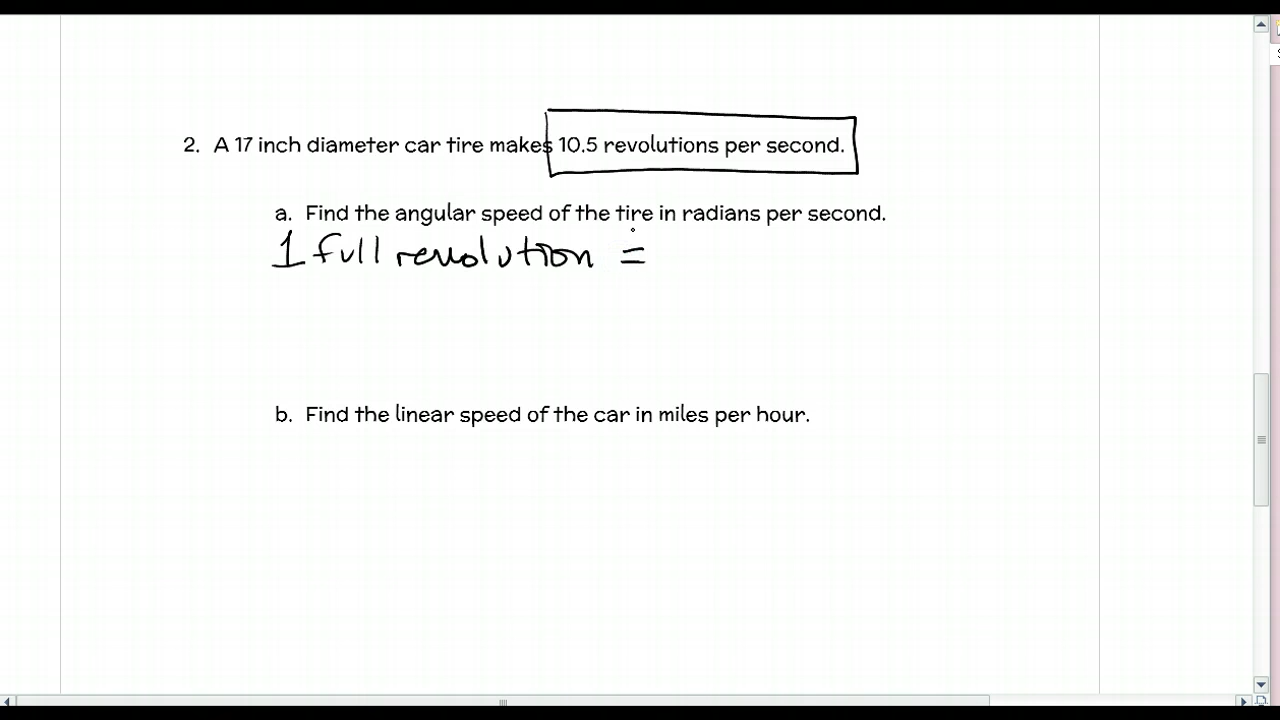 2. A 17 inch diameter car tire makes 10.5 revolutions per second.
a. Find the angular speed of the tire in radians per second.
1 full revolution =
b. Find the linear speed of the car in miles per hour.